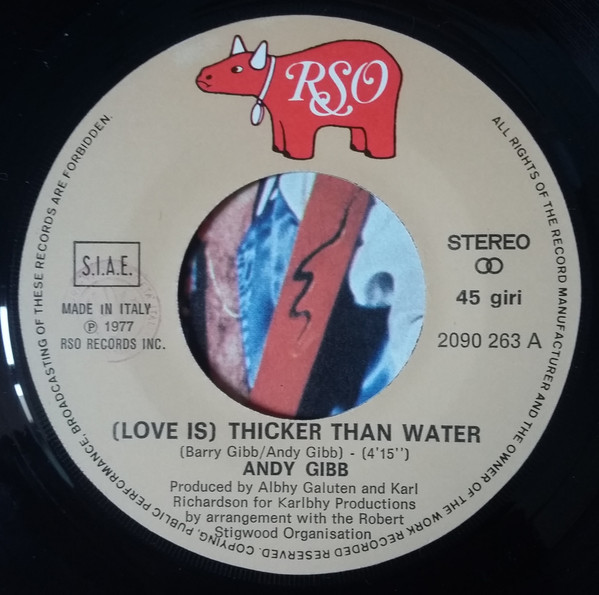 RSO
ALL RIGHTS OF THE RECORD MANUFACTURER AND THE OWNER OF THE WORK RECORDED RESERVED. COPYING, PUBLIC PERFORMANCE, BROADCASTING OF THESE RECORDS ARE FORBIDDEN.
S.I.A.E.
MADE IN ITALY
Ⓟ 1977
RSO RECORDS INC.
STEREO
45 giri
2090 263 A
(LOVE IS) THICKER THAN WATER
(Barry Gibb/Andy Gibb) - (4'15'')
ANDY GIBB
Produced by Albhy Galuten and Karl
Richardson for Karlbhy Productions
by arrangement with the Robert
Stigwood Organisation